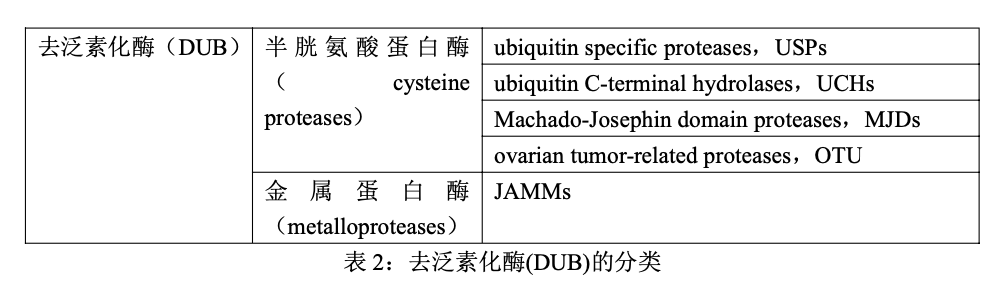 去泛素化酶（DUB）
半胱氨酸蛋白酶
（ cysteine
proteases）
ubiquitin specific proteases，USPs
ubiquitin C-terminal hydrolases，UCHs
Machado-Josephin domain proteases，MJDs
ovarian tumor-related proteases，OTU
金属蛋白酶
（metalloproteases）
JAMMs
表 2：去泛素化酶(DUB)的分类